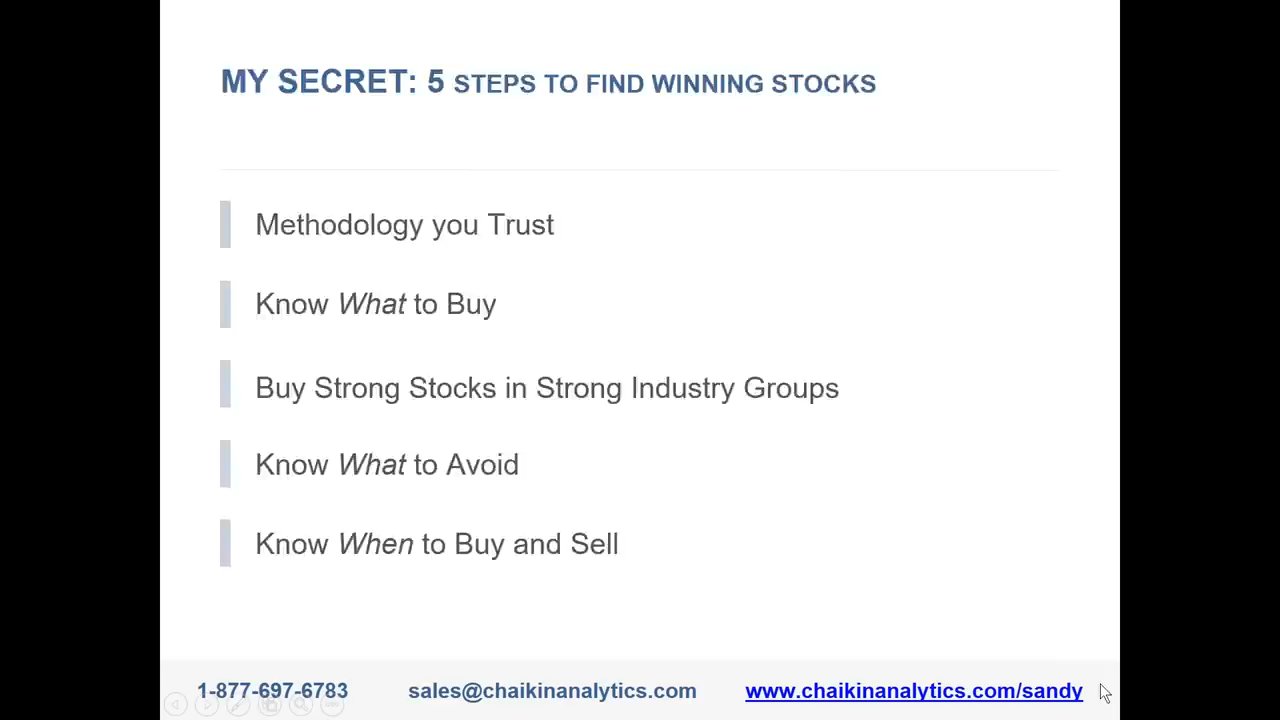 MY SECRET: 5 STEPS TO FIND WINNING STOCKS
Methodology you Trust
Know What to Buy
Buy Strong Stocks in Strong Industry Groups
Know What to Avoid
Know When to Buy and Sell
1-877-697-6783 sales@chaikinanalytics.com www.chaikinanalytics.com/sandy